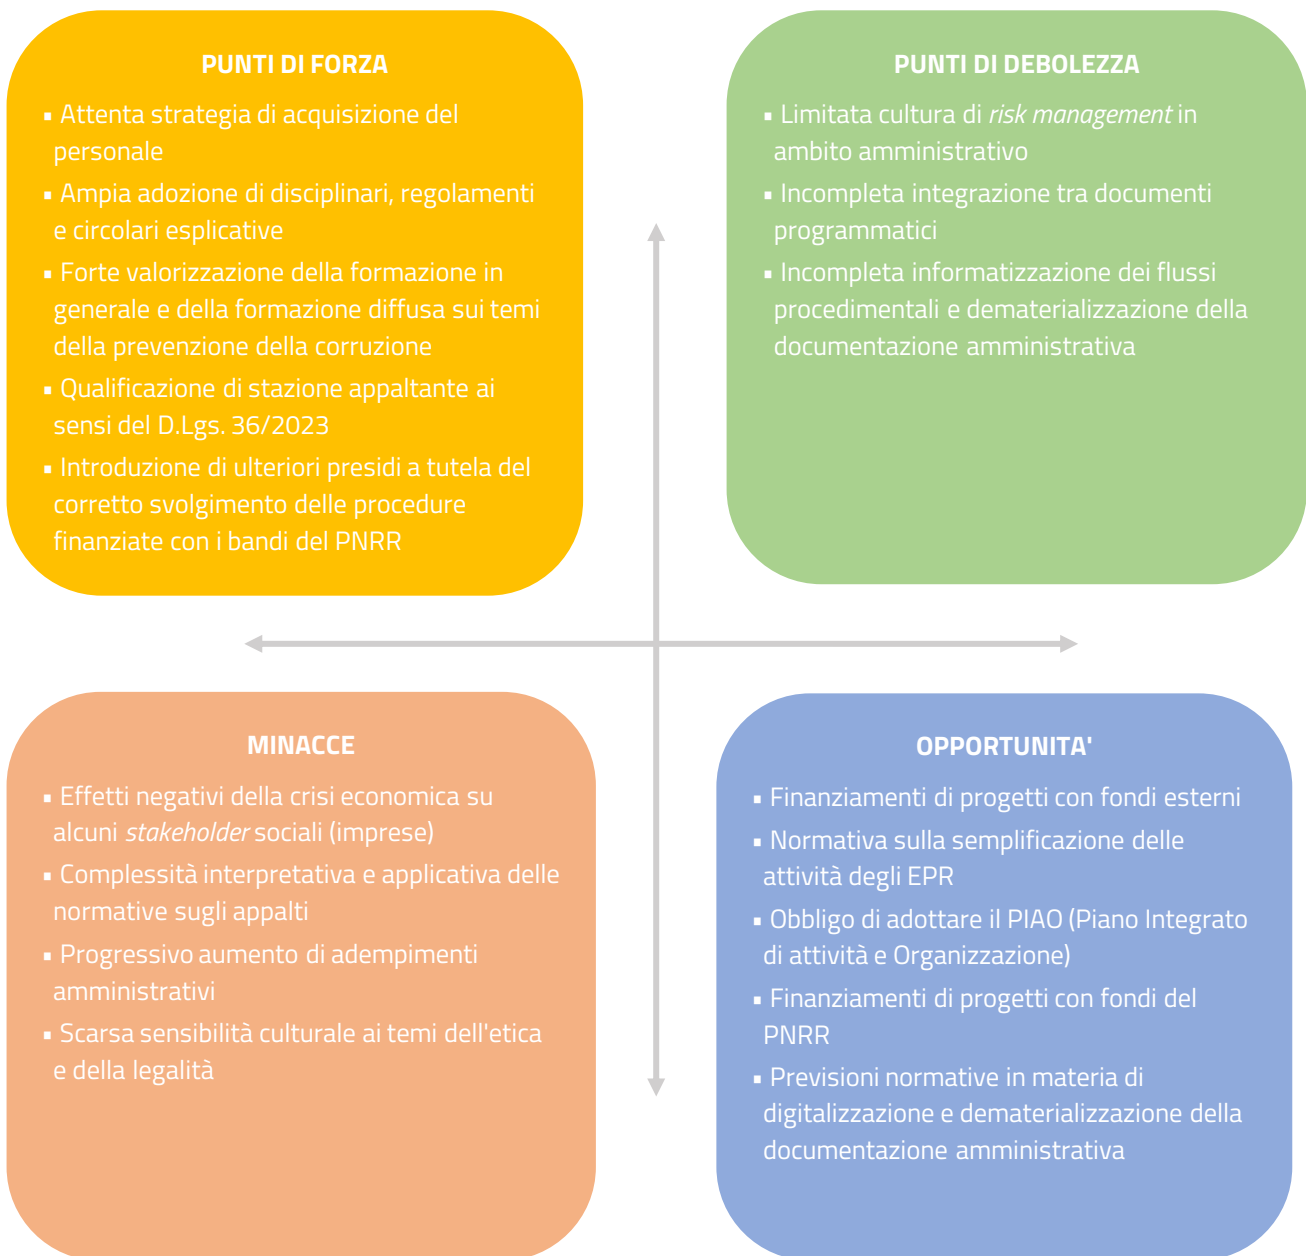 PUNTI DI FORZA
▪ Attenta strategia di acquisizione del
personale
▪ Ampia adozione di disciplinari, regolamenti
e circolari esplicative
▪ Forte valorizzazione della formazione in
generale e della formazione diffusa sui temi
della prevenzione della corruzione
▪ Qualificazione di stazione appaltante ai
sensi del D.Lgs. 36/2023
▪ Introduzione di ulteriori presidi a tutela del
corretto svolgimento delle procedure
finanziate con i bandi del PNRR
PUNTI DI DEBOLEZZA
▪ Limitata cultura di risk management in
ambito amministrativo
▪ Incompleta integrazione tra documenti
programmatici
▪ Incompleta informatizzazione dei flussi
procedimentali e dematerializzazione della
documentazione amministrativa
MINACCE
▪ Effetti negativi della crisi economica su
alcuni stakeholder sociali (imprese)
▪ Complessità interpretativa e applicativa delle
normative sugli appalti
▪ Progressivo aumento di adempimenti
amministrativi
▪ Scarsa sensibilità culturale ai temi dell'etica
e della legalità
OPPORTUNITA'
▪ Finanziamenti di progetti con fondi esterni
▪ Normativa sulla semplificazione delle
attività degli EPR
▪ Obbligo di adottare il PIAO (Piano Integrato
di attività e Organizzazione)
▪ Finanziamenti di progetti con fondi del
PNRR
▪ Previsioni normative in materia di
digitalizzazione e dematerializzazione della
documentazione amministrativa